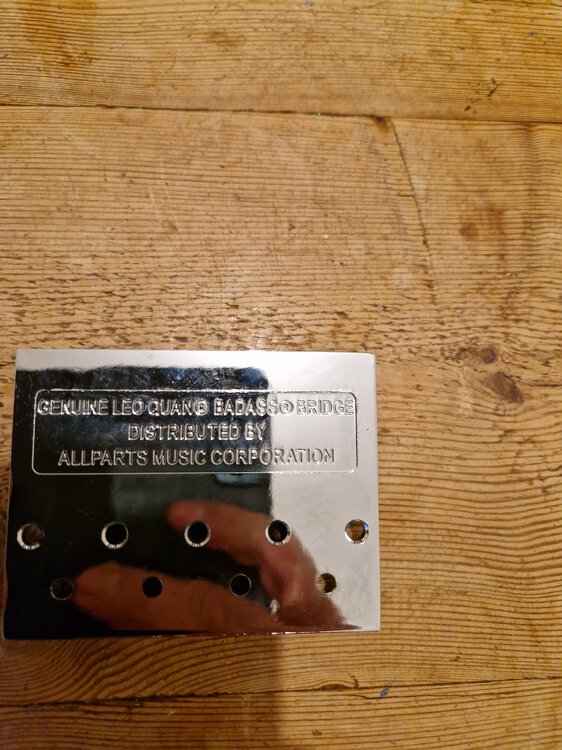 GENUINE LEO QUAN® BADASS® BRIDGE
DISTRIBUTED BY
ALLPARTS MUSIC CORPORATION